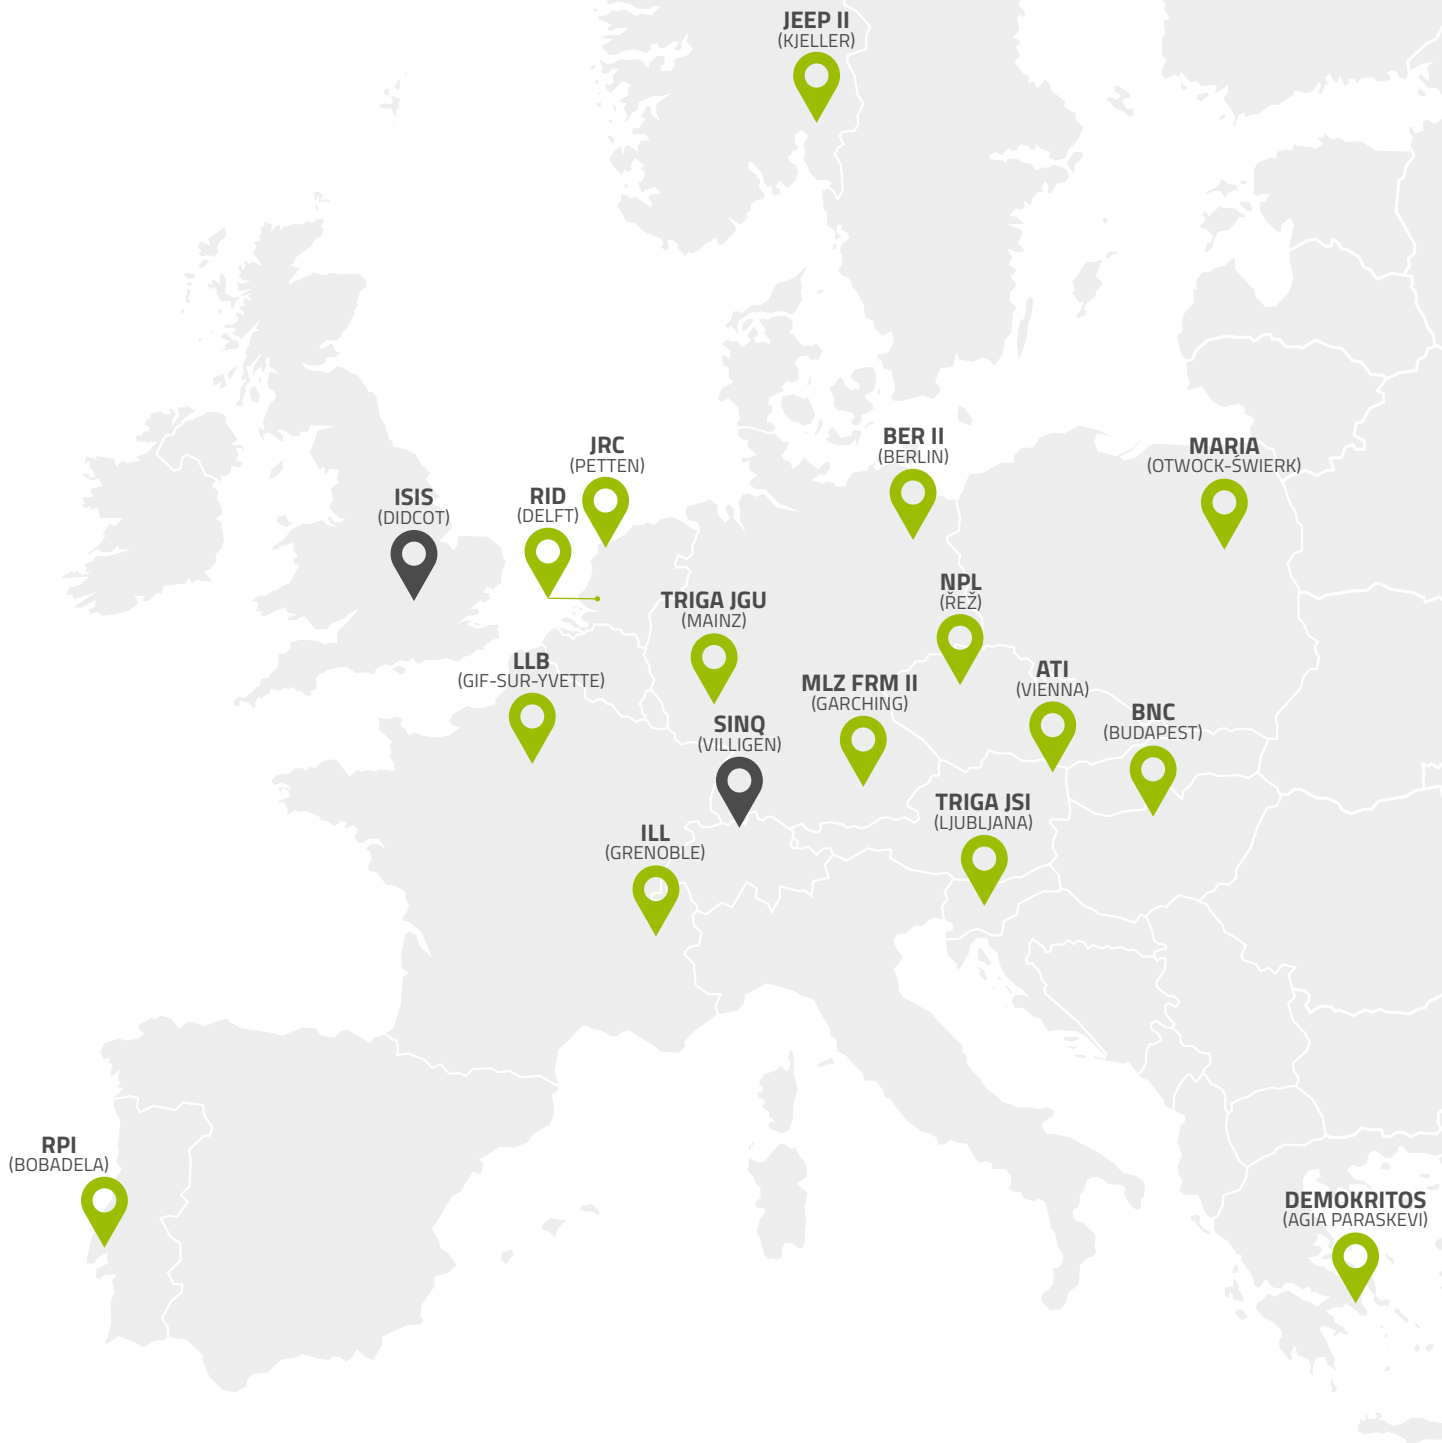 JEEP II
(KJELLER)
JRC
(PETTEN)
BER II
(BERLIN)
MARIA
(OTWOCK-ŚWIERK)
ISIS
(DIDCOT)
RID
(DELFT)
NPL
(ŘEŽ)
TRIGA JGU
(MAINZ)
LLB
(GIF-SUR-YVETTE)
MLZ FRM II
(GARCHING)
ATI
(VIENNA)
SINQ
(VILLIGEN)
BNC
(BUDAPEST)
TRIGA JSI
(LJUBLJANA)
ILL
(GRENOBLE)
RPI
(BOBADELA)
DEMOKRITOS
(AGIA PARASKEVI)